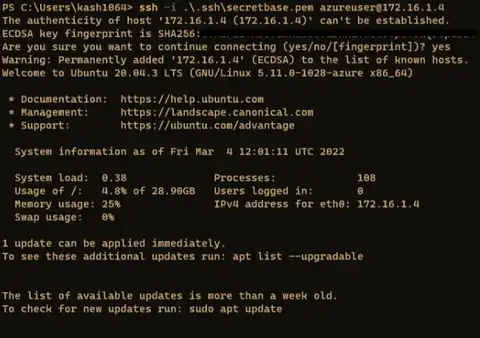 PS C:\Users\kash1064> ssh -i .\.ssh\secretbase.pem azureuser@172.16.1.4
The authenticity of host '172.16.1.4 (172.16.1.4)' can't be established.
ECDSA key fingerprint is SHA256:
Are you sure you want to continue connecting (yes/no/[fingerprint])? yes
Warning: Permanently added '172.16.1.4' (ECDSA) to the list of known hosts.
Welcome to Ubuntu 20.04.3 LTS (GNU/Linux 5.11.0-1028-azure x86_64)
* Documentation: https://help.ubuntu.com
* Management: https://landscape.canonical.com
* Support: https://ubuntu.com/advantage
System information as of Fri Mar 4 12:01:11 UTC 2022
System load: 0.38 Processes: 108
Usage of /: 4.8% of 28.90GB Users logged in: 0
Memory usage: 25% IPv4 address for eth0: 172.16.1.4
Swap usage: 0%
1 update can be applied immediately.
To see these additional updates run: apt list --upgradable
The list of available updates is more than a week old.
To check for new updates run: sudo apt update